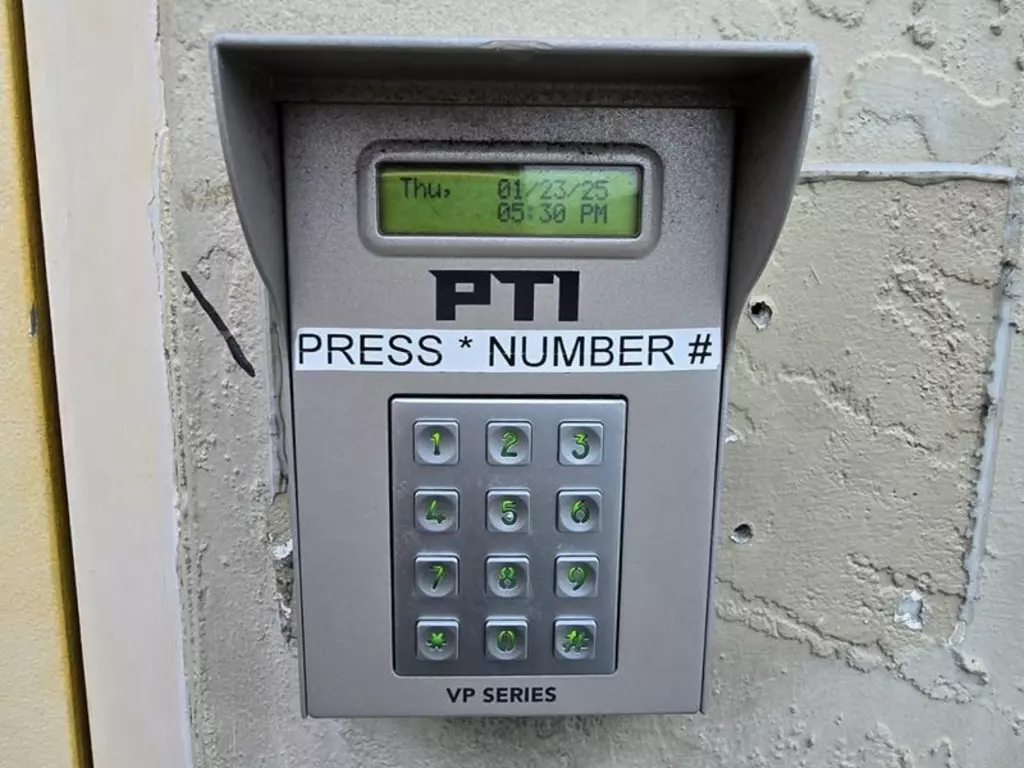 Thu, 01/23/25
05:30 PM
PTI
PRESS * NUMBER #
1 2 3
4 5 6
7 8 9
* 0 #
VP SERIES